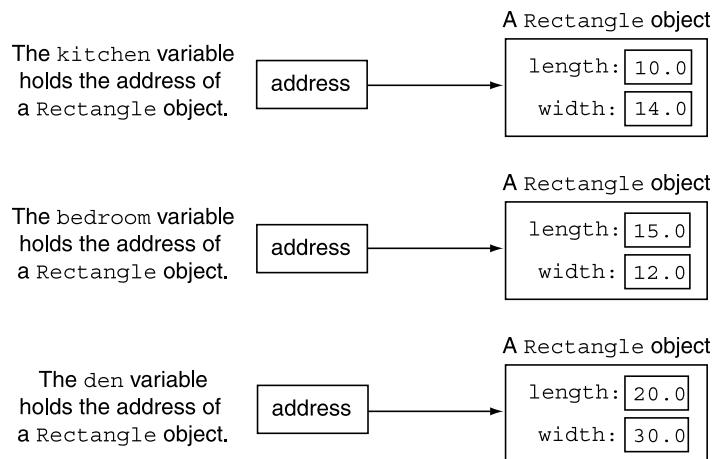 A Rectangle object
The kitchen variable
holds the address of
a Rectangle object.
address
length: 10.0
width: 14.0
A Rectangle object
The bedroom variable
holds the address of
a Rectangle object.
address
length: 15.0
width: 12.0
A Rectangle object
The den variable
holds the address of
a Rectangle object.
address
length: 20.0
width: 30.0